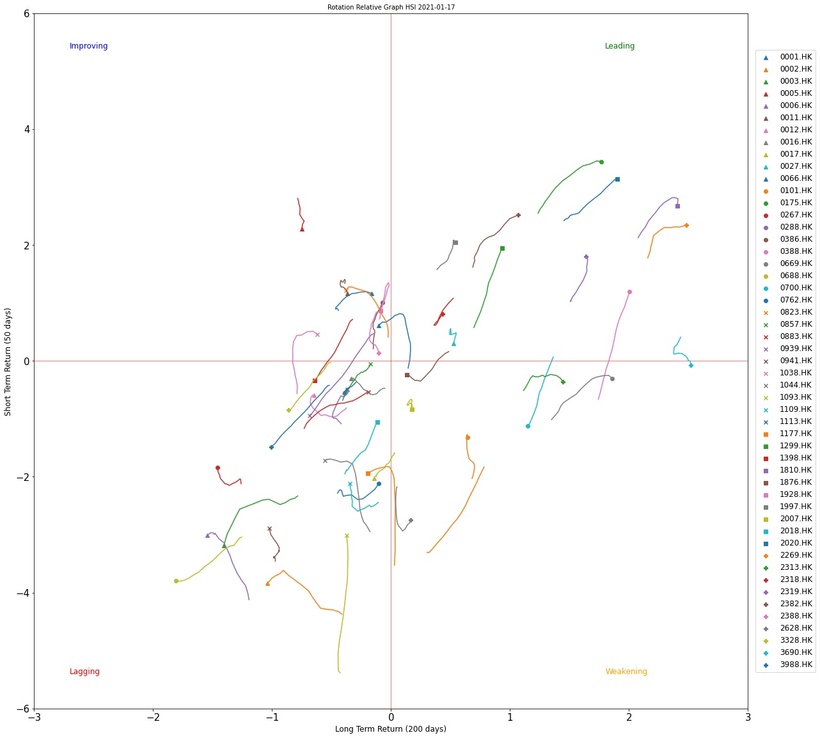 Rotation Relative Graph HSI 2021-01-17
Improving
Leading
Lagging
Weakening
6
4
2
0
−2
−4
−6
Short Term Return (50 days)
−3
−2
−1
0
1
2
3
Long Term Return (200 days)
0001.HK
0002.HK
0003.HK
0005.HK
0006.HK
0011.HK
0012.HK
0016.HK
0017.HK
0027.HK
0066.HK
0101.HK
0175.HK
0267.HK
0288.HK
0386.HK
0388.HK
0669.HK
0688.HK
0700.HK
0762.HK
0823.HK
0857.HK
0883.HK
0939.HK
0941.HK
1038.HK
1044.HK
1093.HK
1109.HK
1113.HK
1177.HK
1299.HK
1398.HK
1810.HK
1876.HK
1928.HK
1997.HK
2007.HK
2018.HK
2020.HK
2269.HK
2313.HK
2318.HK
2319.HK
2382.HK
2388.HK
2628.HK
3328.HK
3690.HK
3988.HK